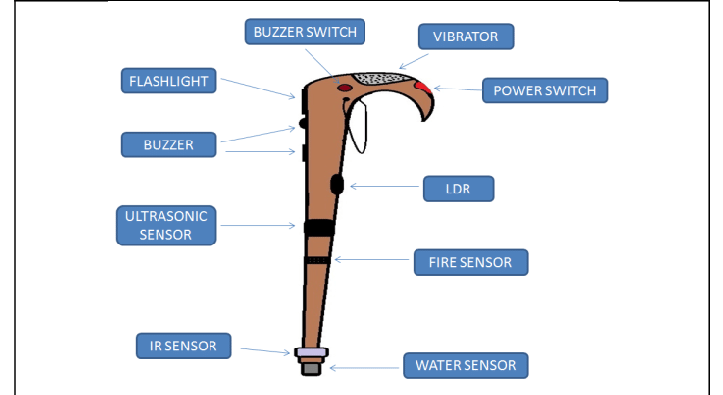 BUZZER SWITCH
VIBRATOR
FLASHLIGHT
POWER SWITCH
BUZZER
LDR
ULTRASONIC
SENSOR
FIRE SENSOR
IR SENSOR
WATER SENSOR